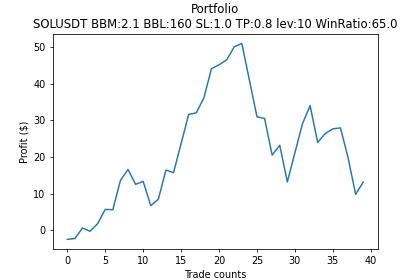 Portfolio
SOLUSDT BBM:2.1 BBL:160 SL:1.0 TP:0.8 lev:10 WinRatio:65.0
Profit ($)
50
40
30
20
10
0
0 5 10 15 20 25 30 35 40
Trade counts